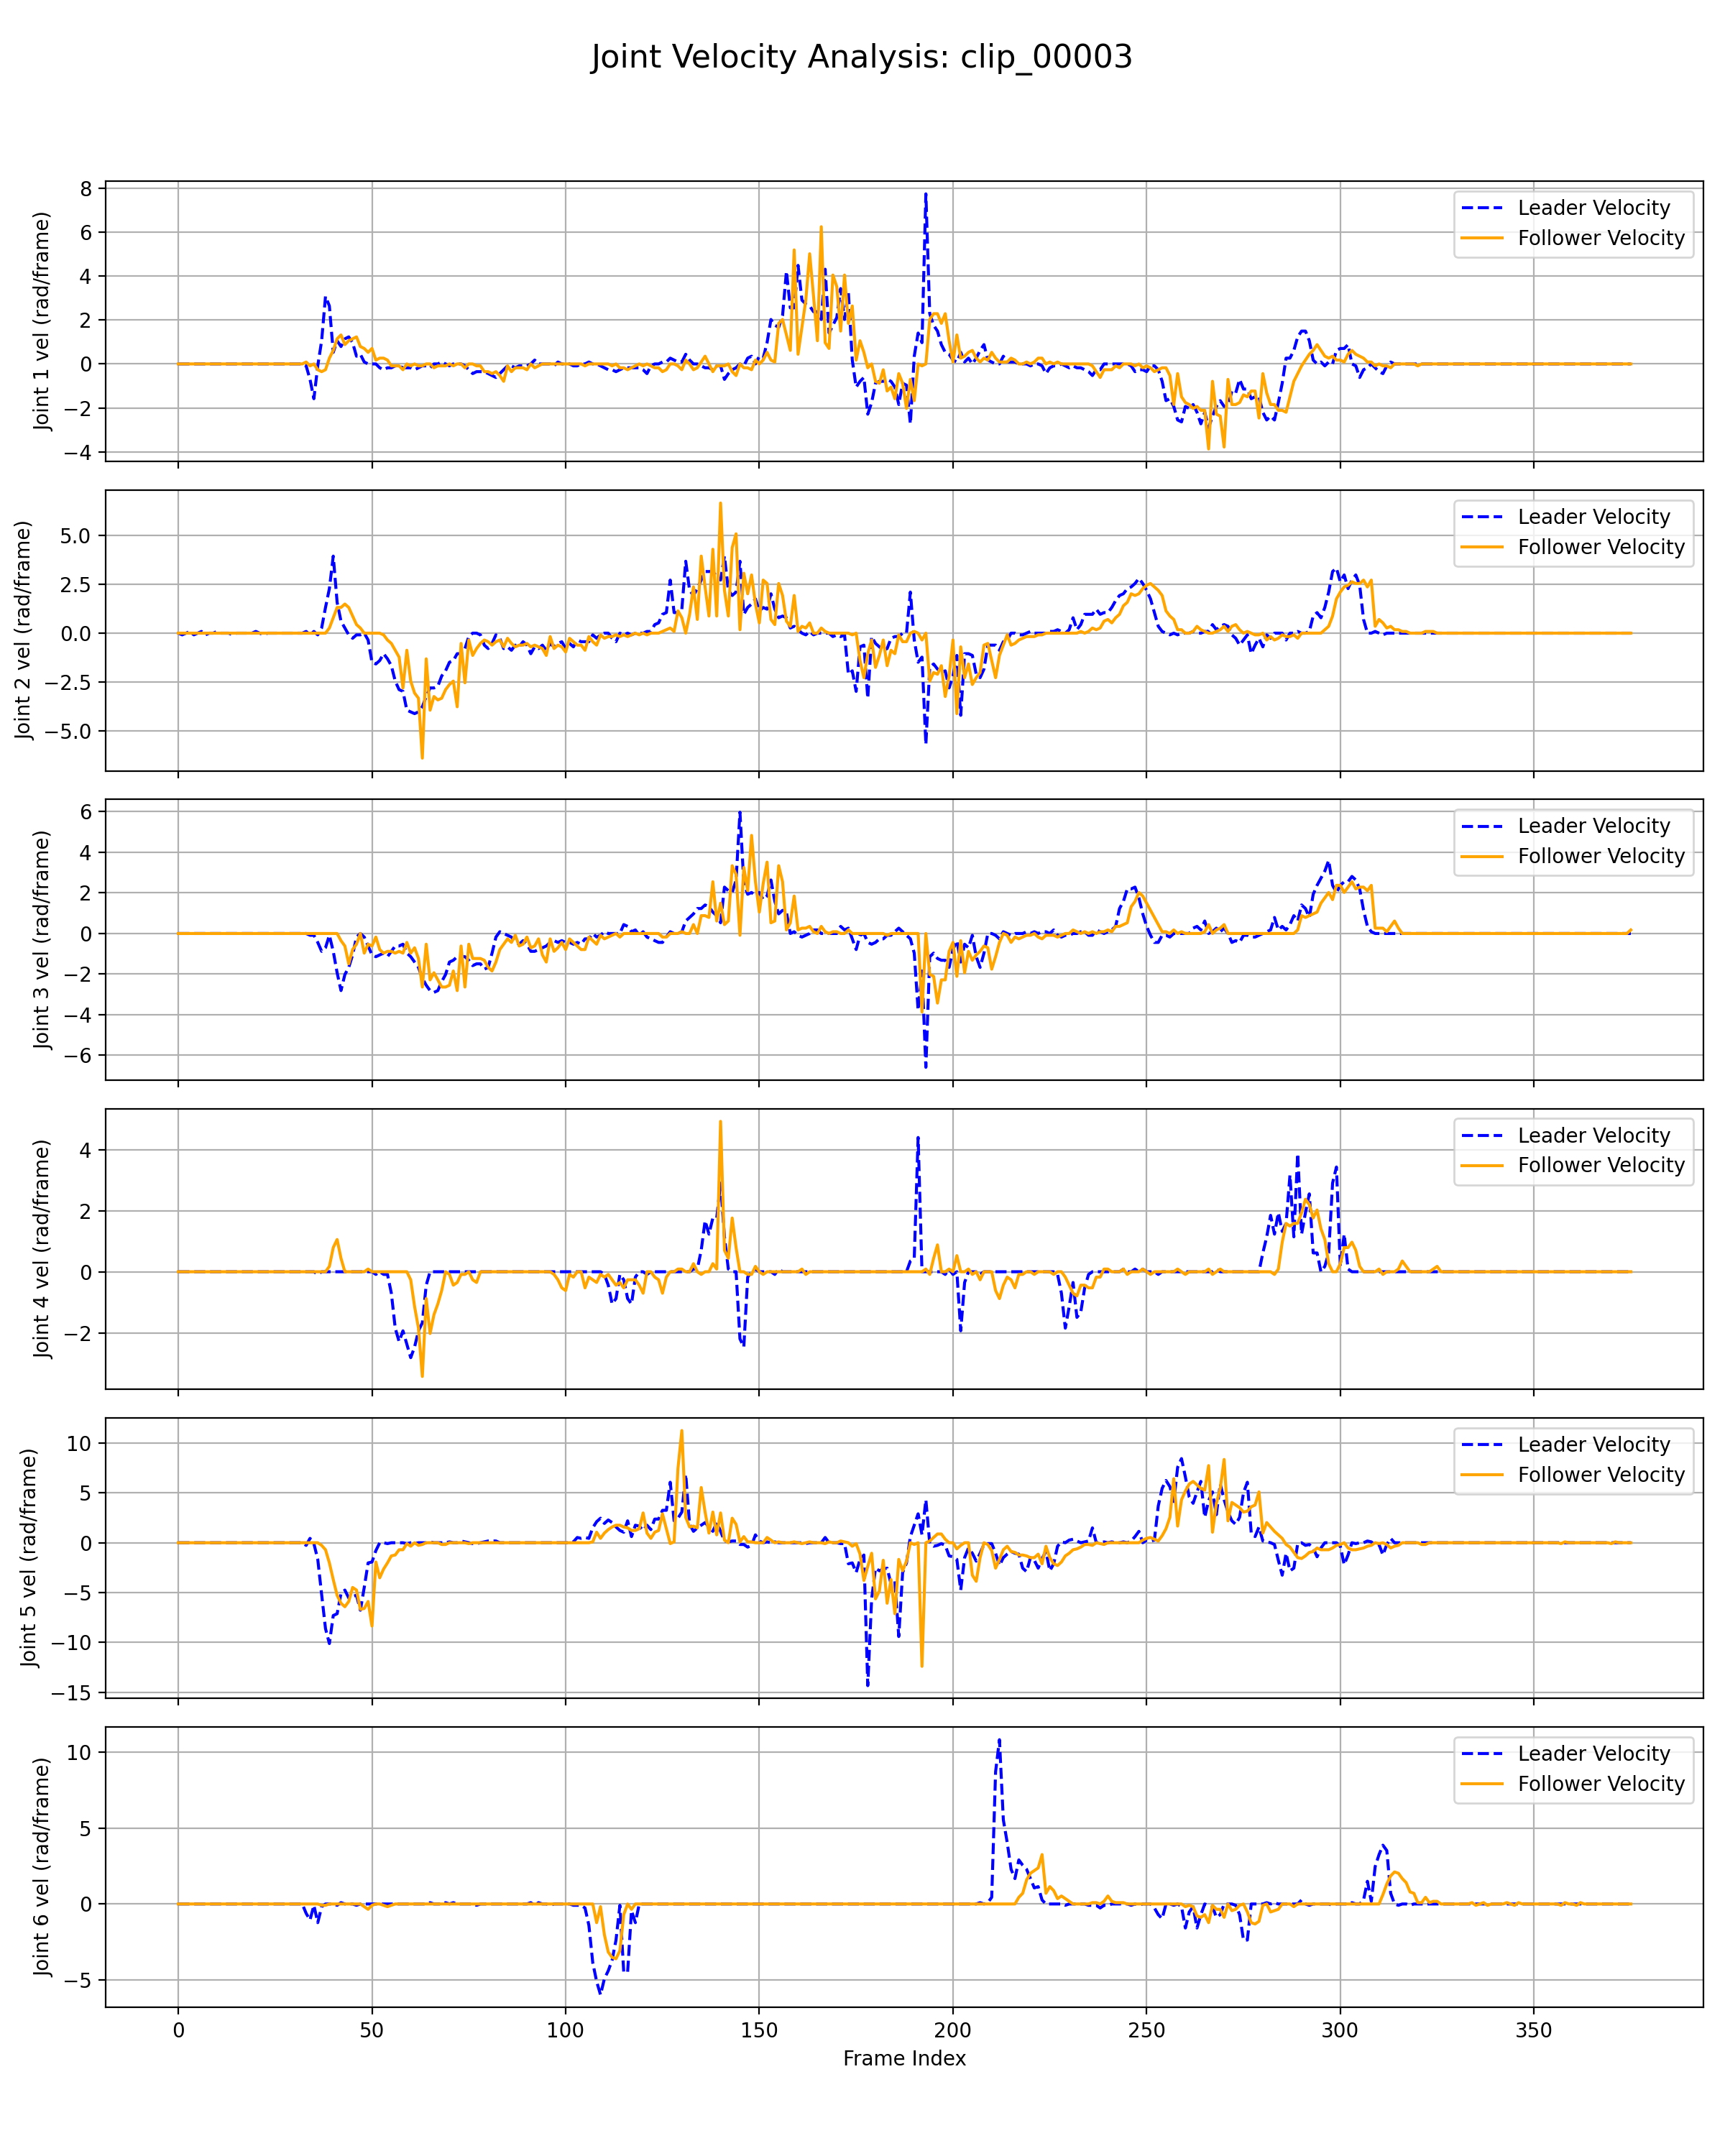 Joint Velocity Analysis: clip_00003
Joint 1 vel (rad/frame)
8
6
4
2
0
−2
−4
Leader Velocity
Follower Velocity
Joint 2 vel (rad/frame)
5.0
2.5
0.0
−2.5
−5.0
Leader Velocity
Follower Velocity
Joint 3 vel (rad/frame)
6
4
2
0
−2
−4
−6
Leader Velocity
Follower Velocity
Joint 4 vel (rad/frame)
4
2
0
−2
Leader Velocity
Follower Velocity
Joint 5 vel (rad/frame)
10
5
0
−5
−10
−15
Leader Velocity
Follower Velocity
Joint 6 vel (rad/frame)
10
5
0
−5
Leader Velocity
Follower Velocity
0 50 100 150 200 250 300 350
Frame Index